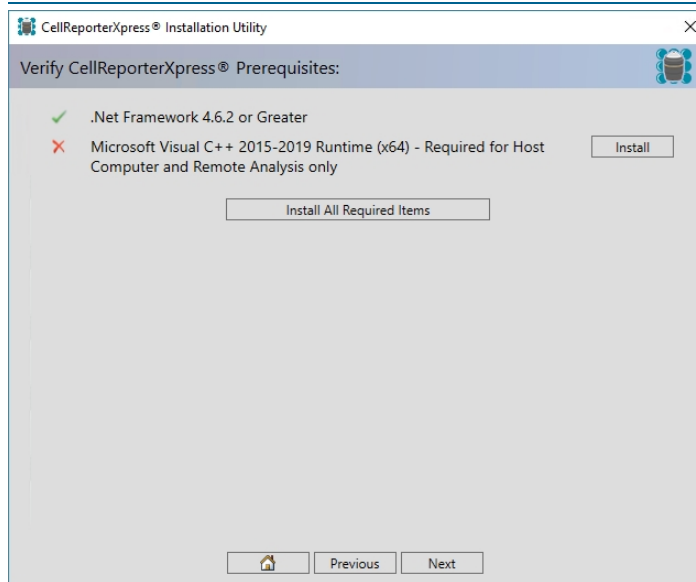 CellReporterXpress® Installation Utility
Verify CellReporterXpress® Prerequisites:
.Net Framework 4.6.2 or Greater
Microsoft Visual C++ 2015-2019 Runtime (x64) - Required for Host
Install
Computer and Remote Analysis only
Install All Required Items
Previous
Next